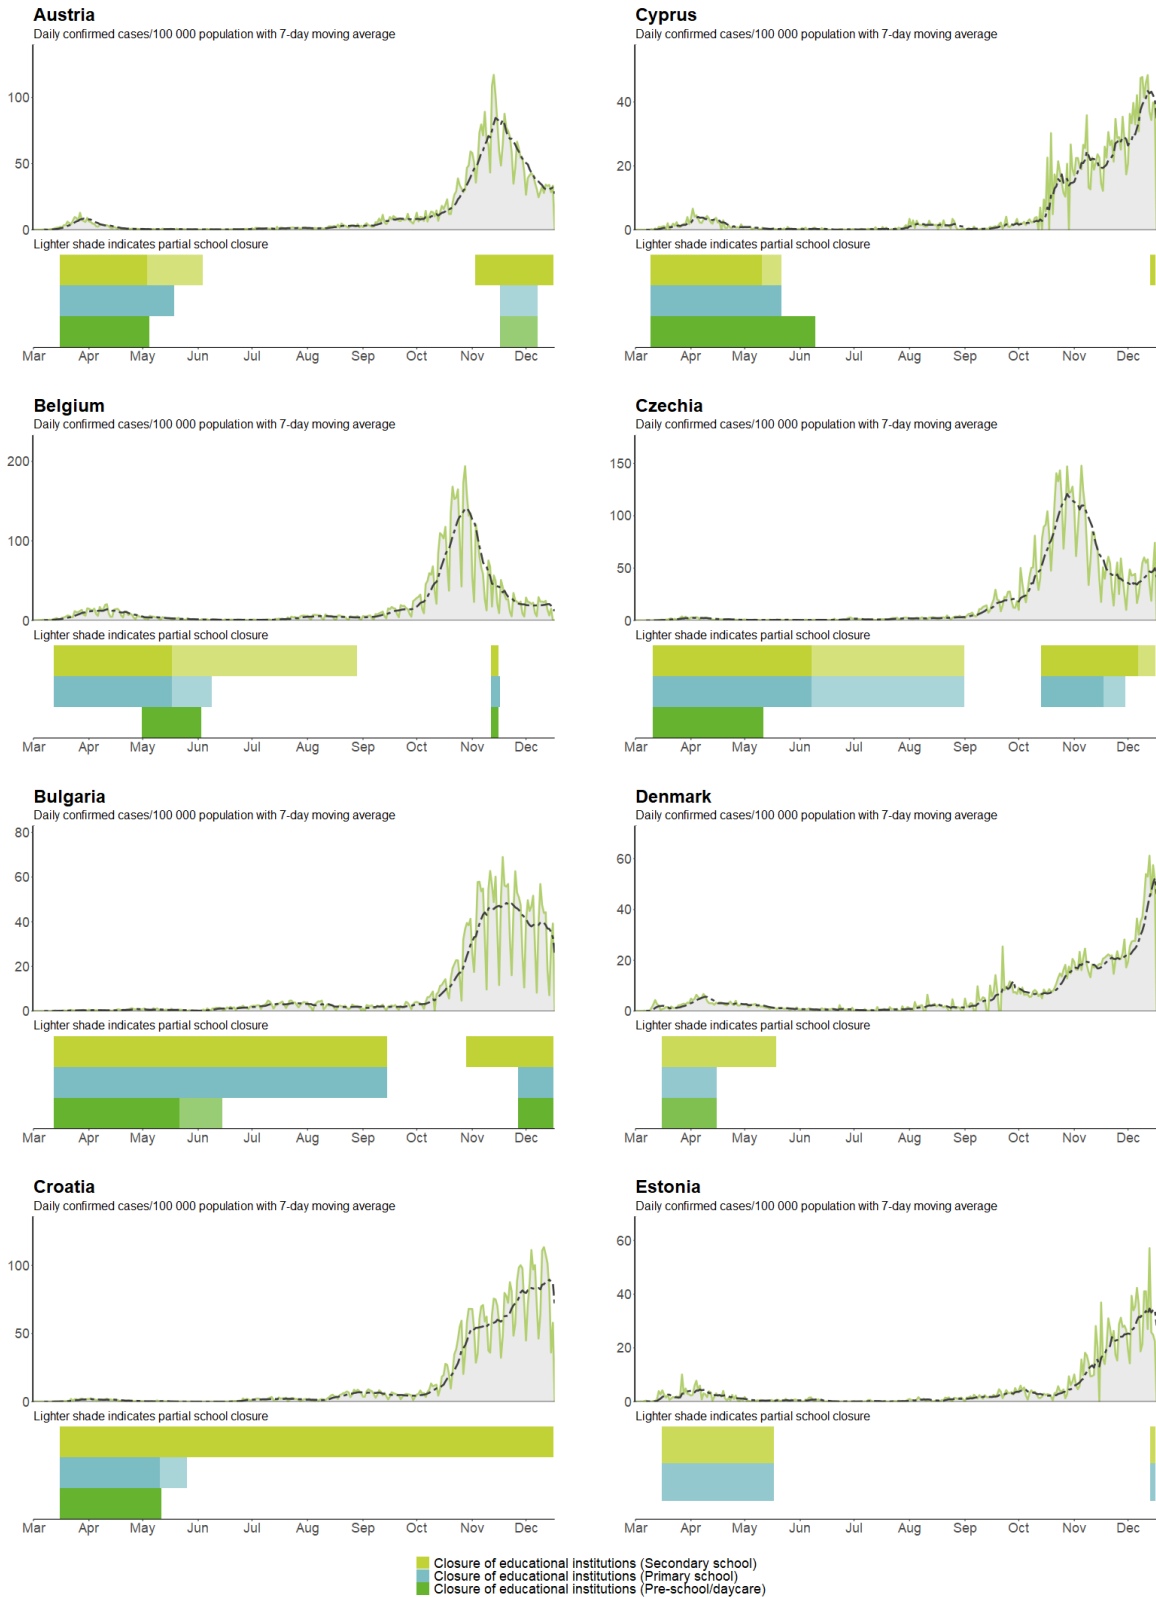 Austria
Daily confirmed cases/100 000 population with 7-day moving average
100
50
0
Lighter shade indicates partial school closure
Mar Apr May Jun Jul Aug Sep Oct Nov Dec
Cyprus
Daily confirmed cases/100 000 population with 7-day moving average
40
20
0
Lighter shade indicates partial school closure
Mar Apr May Jun Jul Aug Sep Oct Nov Dec
Belgium
Daily confirmed cases/100 000 population with 7-day moving average
200
100
0
Lighter shade indicates partial school closure
Mar Apr May Jun Jul Aug Sep Oct Nov Dec
Czechia
Daily confirmed cases/100 000 population with 7-day moving average
150
100
50
0
Lighter shade indicates partial school closure
Mar Apr May Jun Jul Aug Sep Oct Nov Dec
Bulgaria
Daily confirmed cases/100 000 population with 7-day moving average
80
60
40
20
0
Lighter shade indicates partial school closure
Mar Apr May Jun Jul Aug Sep Oct Nov Dec
Denmark
Daily confirmed cases/100 000 population with 7-day moving average
60
40
20
0
Lighter shade indicates partial school closure
Mar Apr May Jun Jul Aug Sep Oct Nov Dec
Croatia
Daily confirmed cases/100 000 population with 7-day moving average
100
50
0
Lighter shade indicates partial school closure
Mar Apr May Jun Jul Aug Sep Oct Nov Dec
Estonia
Daily confirmed cases/100 000 population with 7-day moving average
60
40
20
0
Lighter shade indicates partial school closure
Mar Apr May Jun Jul Aug Sep Oct Nov Dec
Closure of educational institutions (Secondary school)
Closure of educational institutions (Primary school)
Closure of educational institutions (Pre-school/daycare)